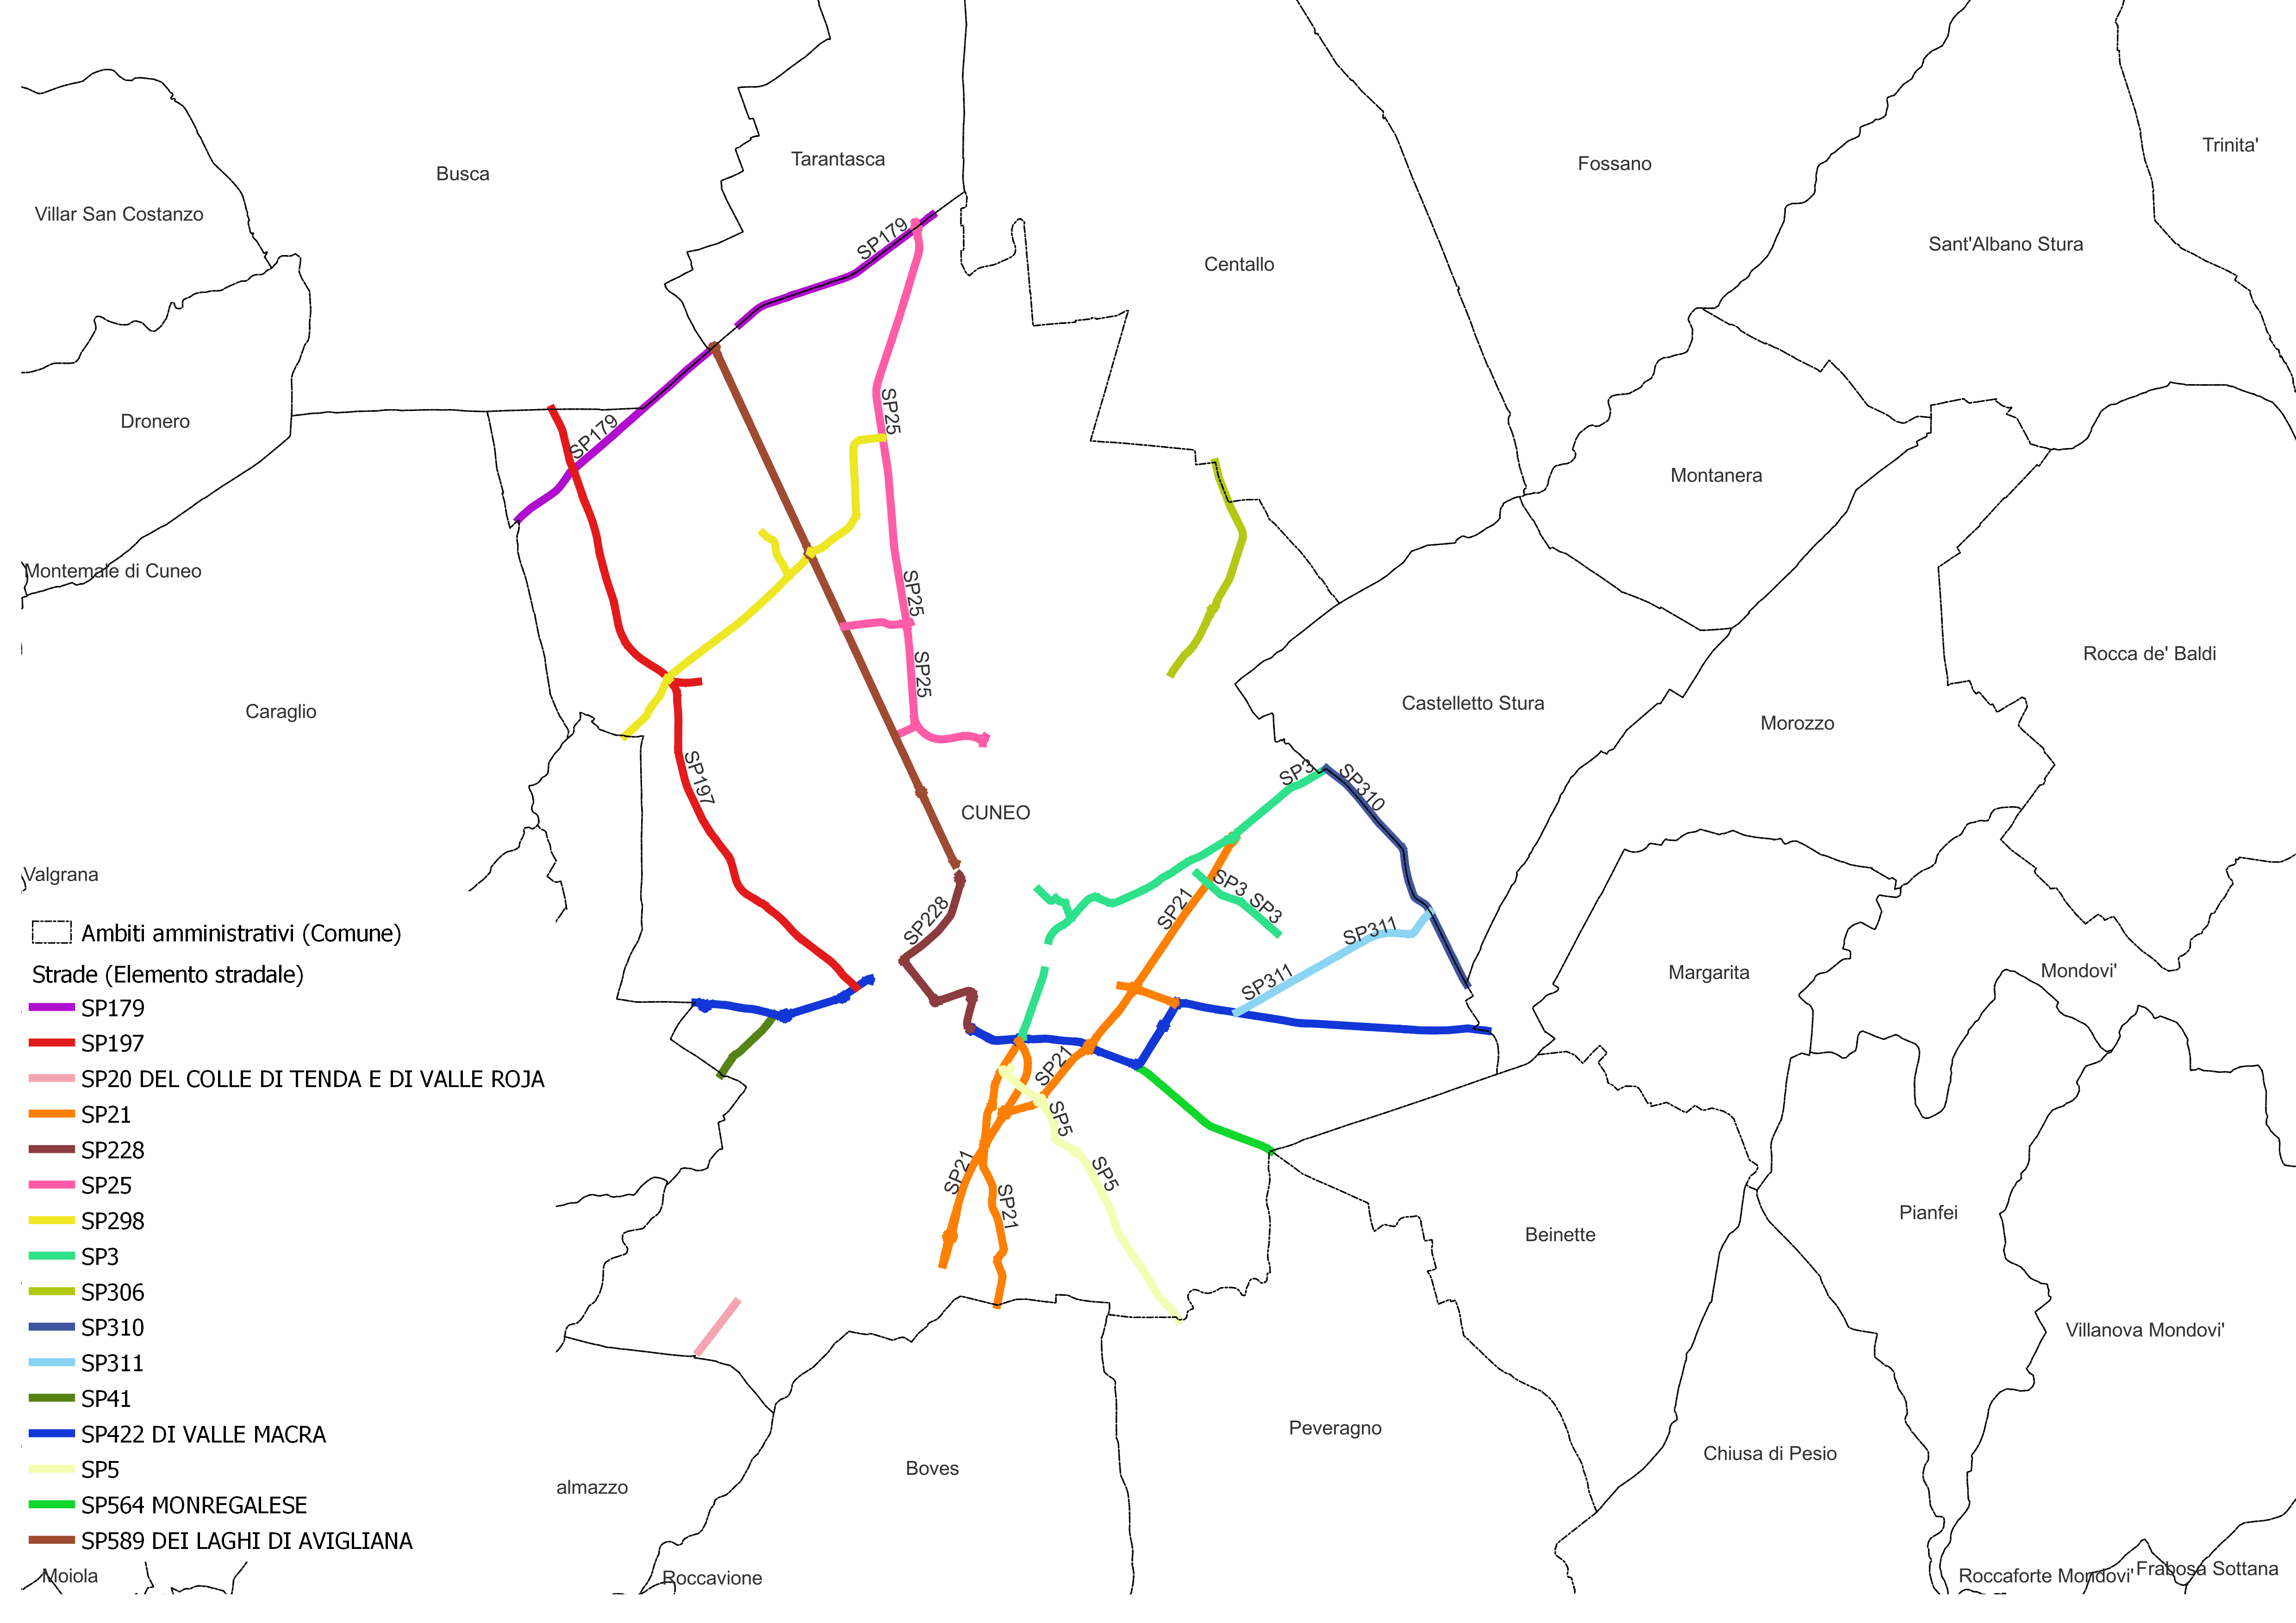 Trinita'
Tarantasca
Fossano
Busca
Villar San Costanzo
SP179
Sant'Albano Stura
Centallo
SP25
Dronero
SP179
Montanera
Montemale di Cuneo
SP25
Rocca de' Baldi
SP25
Castelletto Stura
Caraglio
Morozzo
SP197
SP3
SP310
CUNEO
Valgrana
SP3
SP3
SP21
SP228
SP311
Margarita
Mondovi'
SP311
SP21
SP5
SP5
SP21
SP21
Pianfei
Beinette
Villanova Mondovi'
Peveragno
Chiusa di Pesio
Boves
almazzo
Ambiti amministrativi (Comune)
Strade (Elemento stradale)
SP179
SP197
SP20 DEL COLLE DI TENDA E DI VALLE ROJA
SP21
SP228
SP25
SP298
SP3
SP306
SP310
SP311
SP41
SP422 DI VALLE MACRA
SP5
SP564 MONREGALESE
SP589 DEI LAGHI DI AVIGLIANA
Moiola
Roccavione
Roccaforte Mondovi'
Frabosa Sottana